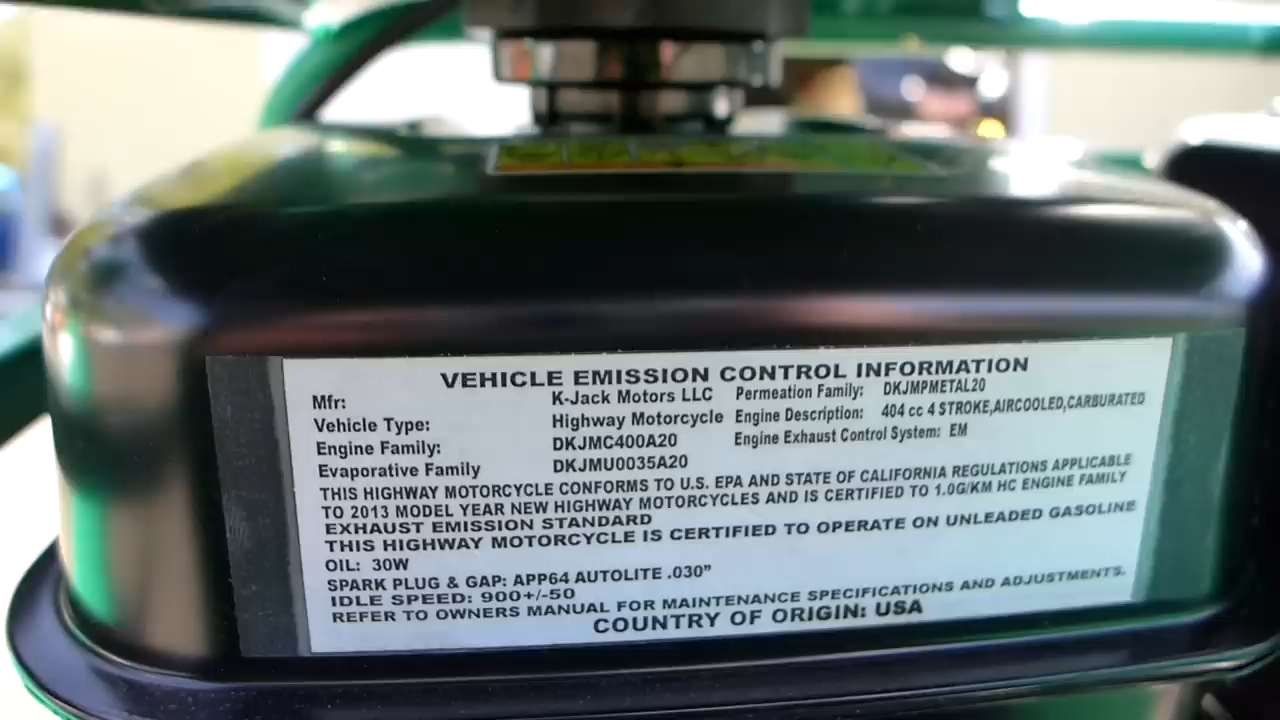 VEHICLE EMISSION CONTROL INFORMATION
Mfr: K-Jack Motors LLC Permeation Family: DKJMPMETAL20
Vehicle Type: Highway Motorcycle Engine Description: 404 cc 4 STROKE,AIRCOOLED,CARBURATED
Engine Family: DKJMC400A20 Engine Exhaust Control System: EM
Evaporative Family DKJMU0035A20
THIS HIGHWAY MOTORCYCLE CONFORMS TO U.S. EPA AND STATE OF CALIFORNIA REGULATIONS APPLICABLE
TO 2013 MODEL YEAR NEW HIGHWAY MOTORCYCLES AND IS CERTIFIED TO 1.0G/KM HC ENGINE FAMILY
EXHAUST EMISSION STANDARD
THIS HIGHWAY MOTORCYCLE IS CERTIFIED TO OPERATE ON UNLEADED GASOLINE
OIL: 30W
SPARK PLUG & GAP: APP64 AUTOLITE .030”
IDLE SPEED: 900+/-50
REFER TO OWNERS MANUAL FOR MAINTENANCE SPECIFICATIONS AND ADJUSTMENTS.
COUNTRY OF ORIGIN: USA